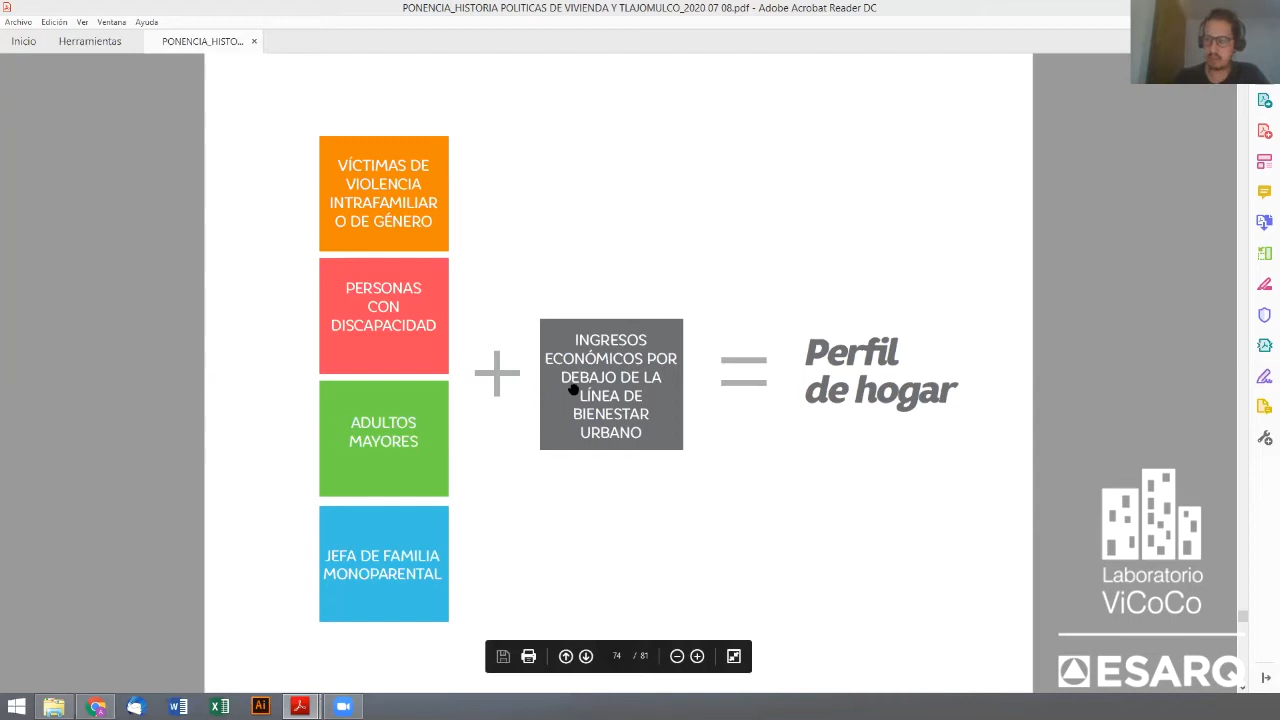 PONENCIA_HISTORIA POLITICAS DE VIVIENDA Y TLAJOMULCO_2020 07 08.pdf - Adobe Acrobat Reader DC
Archivo Edición Ver Ventana Ayuda
Inicio Herramientas PONENCIA_HISTO... ×
VÍCTIMAS DE
VIOLENCIA
INTRAFAMILIAR
O DE GÉNERO
PERSONAS
CON
DISCAPACIDAD
ADULTOS
MAYORES
JEFA DE FAMILIA
MONOPARENTAL
+
INGRESOS
ECONÓMICOS POR
DEBAJO DE LA
LÍNEA DE
BIENESTAR
URBANO
=
Perfil
de hogar
Laboratorio
ViCoCo
ESARQ
74 / 81